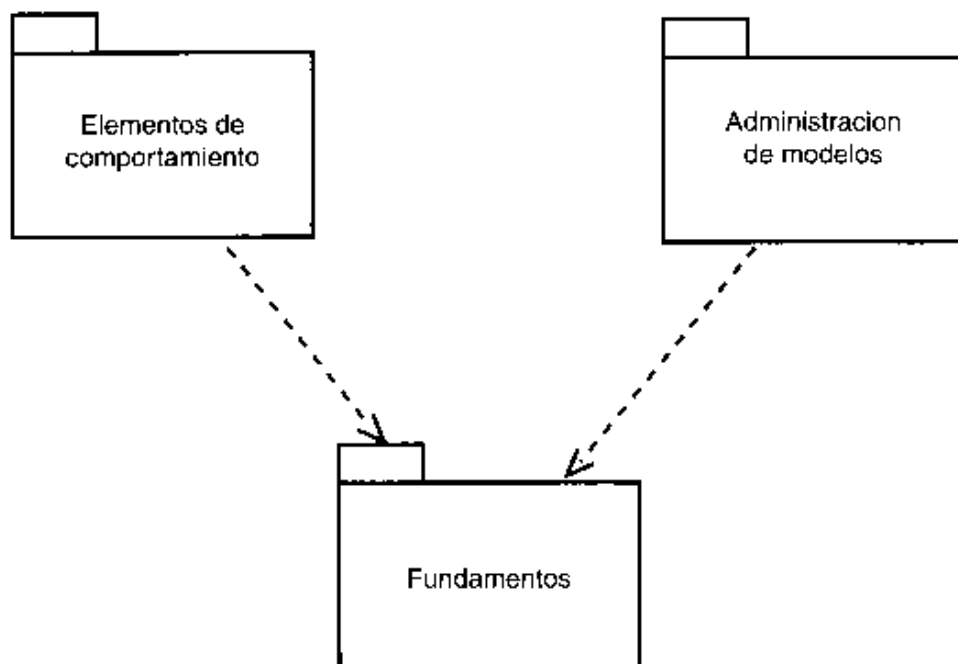 Elementos de
comportamiento
Administracion
de modelos
Fundamentos